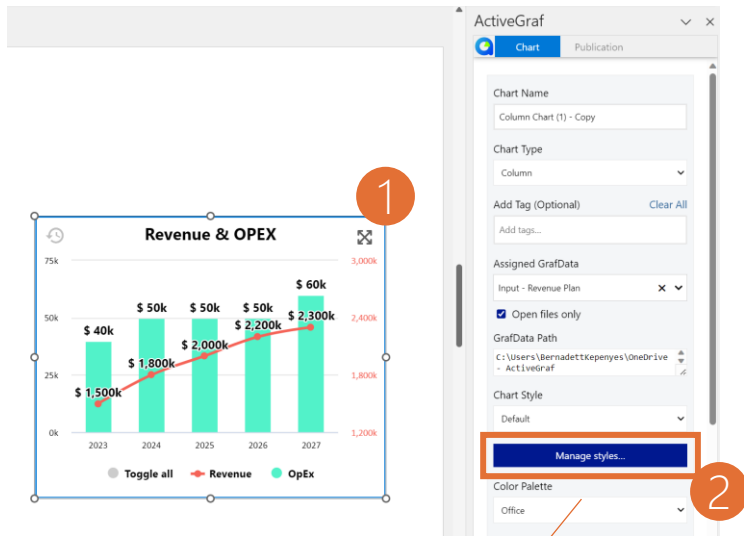 ActiveGraf
Chart Publication
Chart Name
Column Chart (1) - Copy
Chart Type
Column
Add Tag (Optional) Clear All
Add tags...
Assigned GrafData
Input - Revenue Plan
Open files only
GrafData Path
C:\Users\BernadettKepenyes\OneDrive
- ActiveGraf
Chart Style
Default
Manage styles...
Color Palette
Office
1
2
Revenue & OPEX
75k 3,000k
50k 2,400k
25k 1,800k
0k 1,200k
$ 40k $ 50k $ 50k $ 50k $ 60k
$ 1,500k $ 1,800k $ 2,000k $ 2,200k $ 2,300k
2023 2024 2025 2026 2027
Toggle all Revenue OpEx